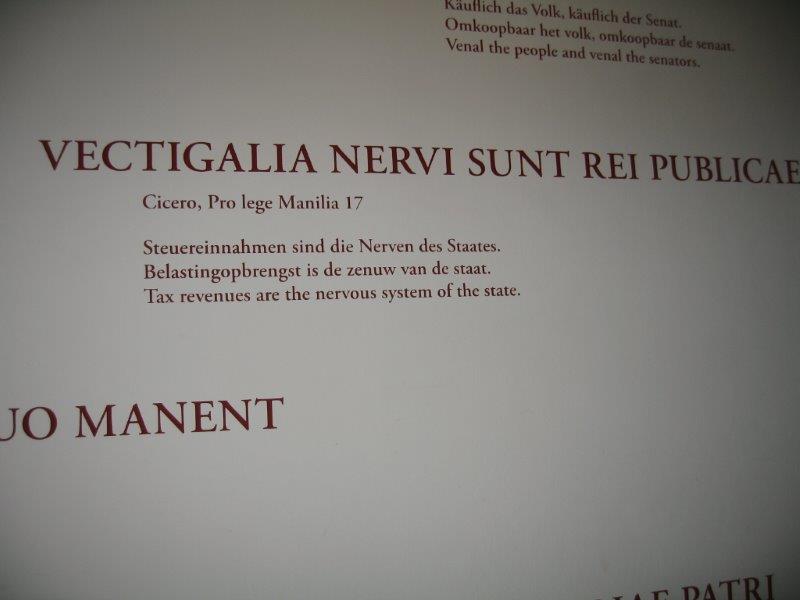 Käuflich das Volk, käuflich der Senat.
Omkoopbaar het volk, omkoopbaar de senaat.
Venal the people and venal the senators.
VECTIGALIA NERVI SUNT REI PUBLICAE
Cicero, Pro lege Manilia 17
Steuereinnahmen sind die Nerven des Staates.
Belastingopbrengst is de zenuw van de staat.
Tax revenues are the nervous system of the state.
UO MANENT
PATRI